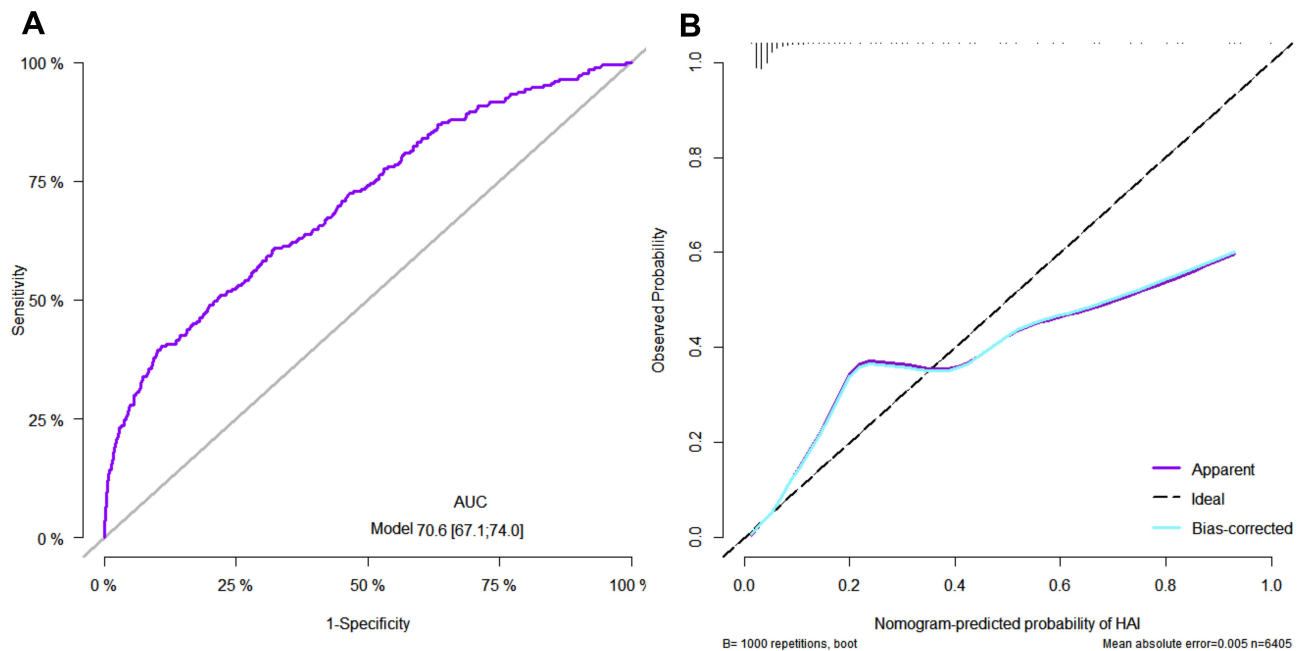 A
100 %
75 %
50 %
25 %
0 %
Sensitivity
AUC
Model 70.6 [67.1;74.0]
0 %
25 %
50 %
75 %
100 %
1-Specificity
B
1.0
0.8
0.6
0.4
0.2
0.0
Observed Probability
Apparent
Ideal
Bias-corrected
0.0
0.2
0.4
0.6
0.8
1.0
Nomogram-predicted probability of HAI
B= 1000 repetitions, boot
Mean absolute error=0.005 n=6405